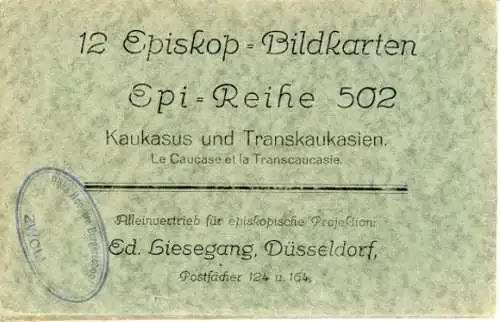 12 Episkop=Bildkarten
Epi=Reihe 502
Kaukasus und Transkaukasien.
Le Caucase et la Transcaucasie.
Alleinvertrieb für episkopische Projektion:
Ed. Liesegang, Düsseldorf,
Postfächer 124 u. 164.